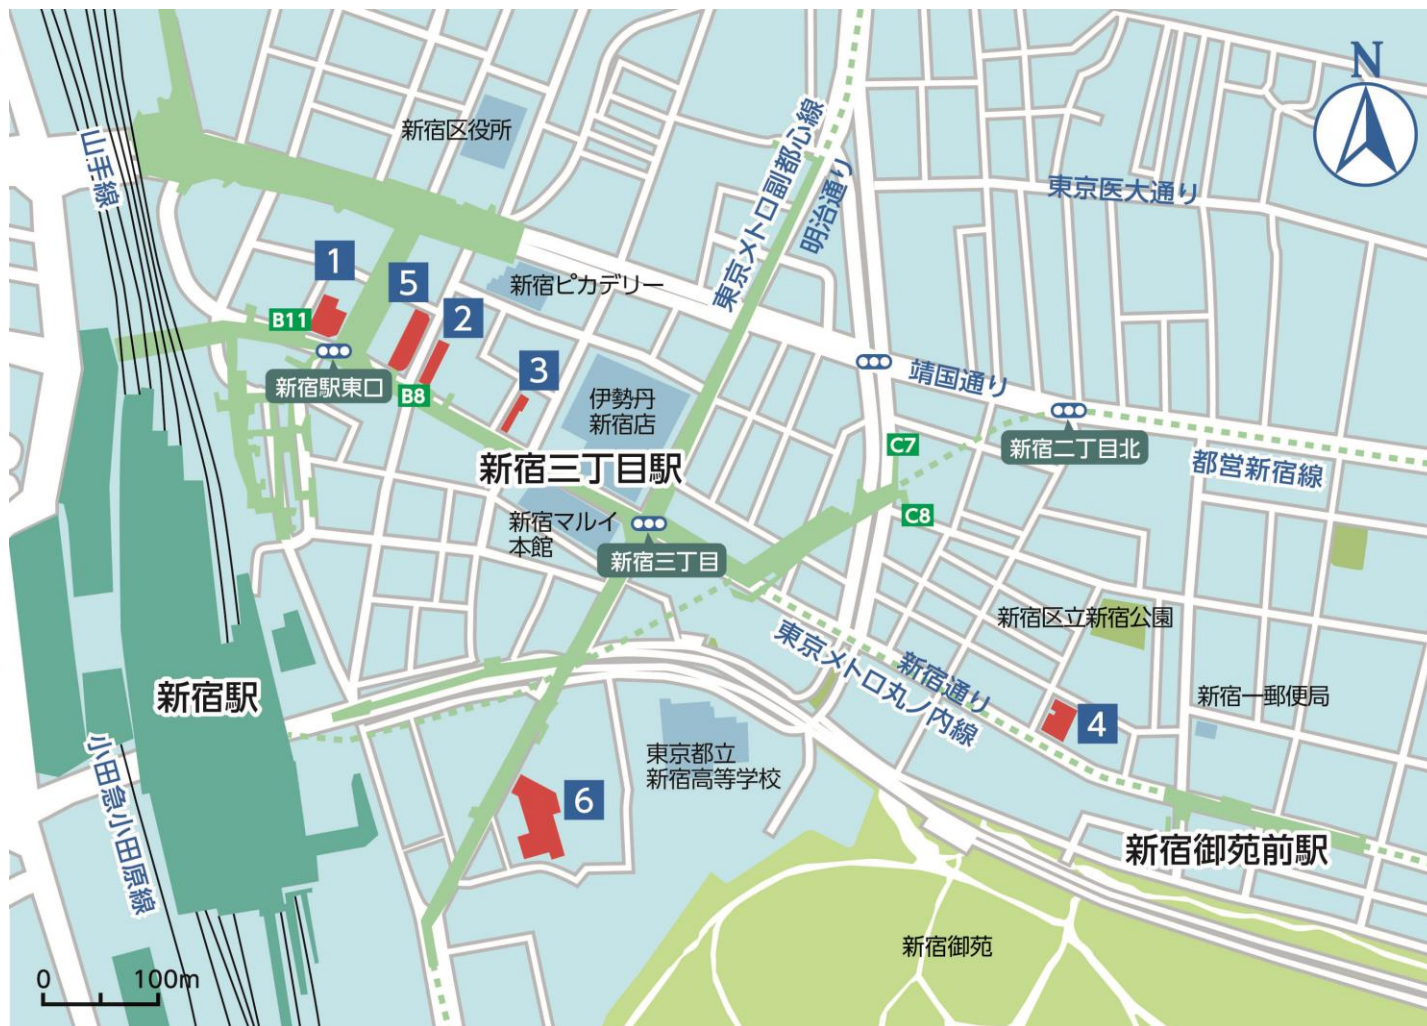 N
新宿区役所
山手線
東京メトロ副都心線
明治通り
東京医大通り
1
5
2
新宿ピカデリー
B11
新宿駅東口
B8
3
伊勢丹
新宿店
靖国通り
新宿二丁目北
都営新宿線
C7
C8
新宿三丁目駅
新宿マルイ
本館
新宿三丁目
新宿区立新宿公園
新宿通り
東京メトロ丸ノ内線
新宿駅
新宿一郵便局
4
小田急小田原線
東京都立
新宿高等学校
6
新宿御苑前駅
新宿御苑
0
100m